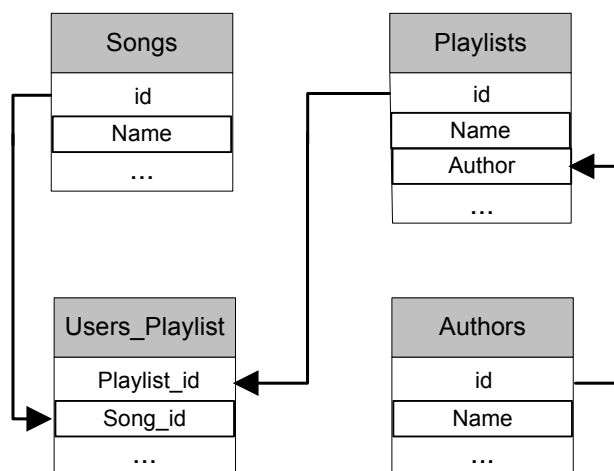 Songs
id
Name
...
Playlists
id
Name
Author
...
Users_Playlist
Playlist_id
Song_id
...
Authors
id
Name
...